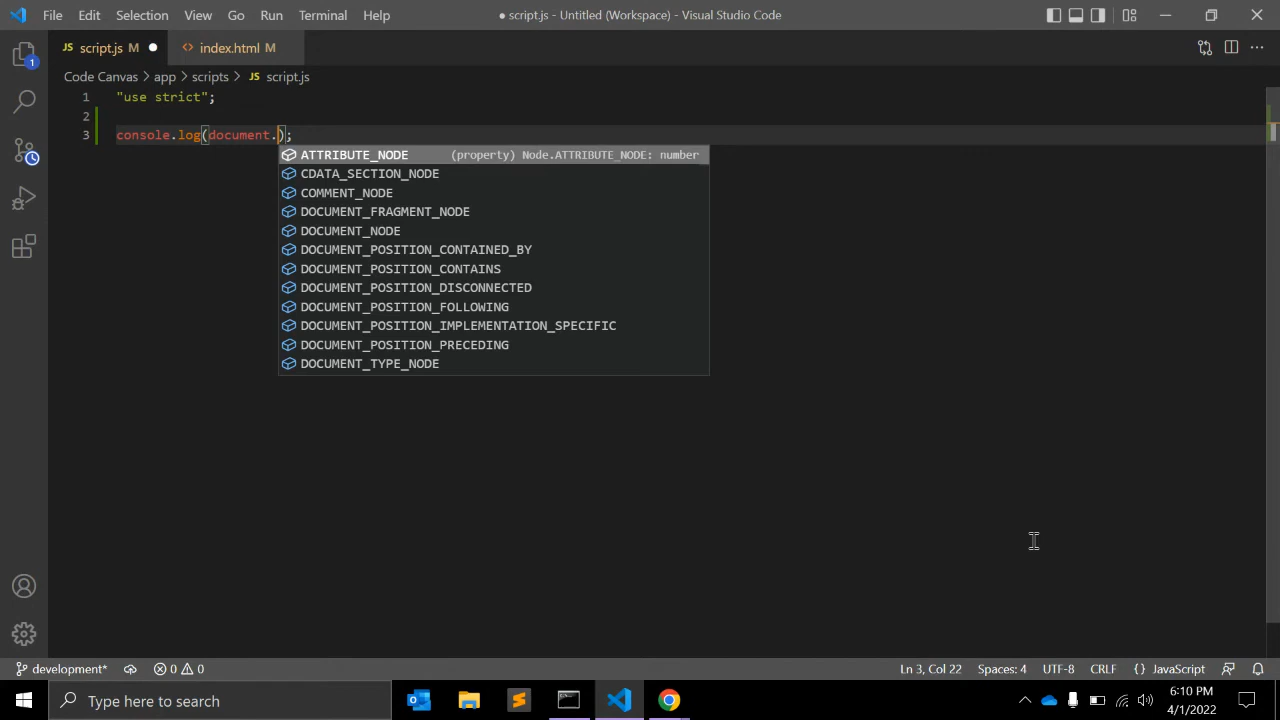 File Edit Selection View Go Run Terminal Help ● script.js - Untitled (Workspace) - Visual Studio Code
JS script.js M ● <> index.html M
Code Canvas > app > scripts > JS script.js
1 "use strict";
2
3 console.log(document.);
ATTRIBUTE_NODE (property) Node.ATTRIBUTE_NODE: number
CDATA_SECTION_NODE
COMMENT_NODE
DOCUMENT_FRAGMENT_NODE
DOCUMENT_NODE
DOCUMENT_POSITION_CONTAINED_BY
DOCUMENT_POSITION_CONTAINS
DOCUMENT_POSITION_DISCONNECTED
DOCUMENT_POSITION_FOLLOWING
DOCUMENT_POSITION_IMPLEMENTATION_SPECIFIC
DOCUMENT_POSITION_PRECEDING
DOCUMENT_TYPE_NODE
1
development* 0 0 Ln 3, Col 22 Spaces: 4 UTF-8 CRLF {} JavaScript
Type here to search
6:10 PM
4/1/2022